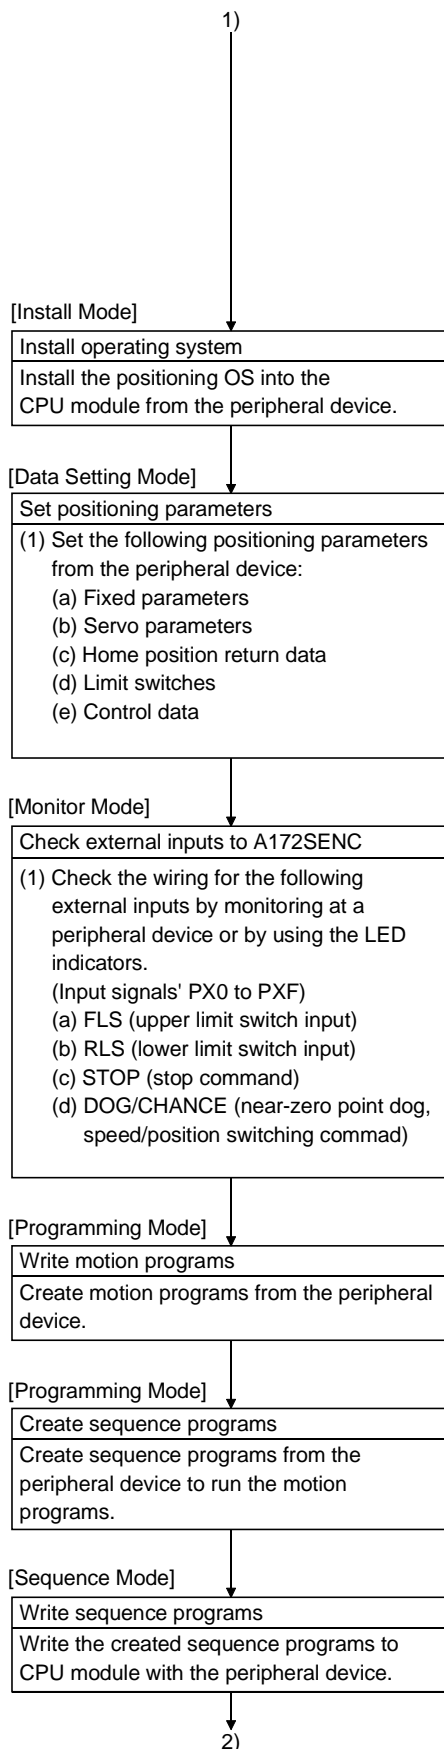 1)
[Install Mode]
Install operating system
Install the positioning OS into the
CPU module from the peripheral device.
[Data Setting Mode]
Set positioning parameters
(1) Set the following positioning parameters
from the peripheral device:
(a) Fixed parameters
(b) Servo parameters
(c) Home position return data
(d) Limit switches
(e) Control data
[Monitor Mode]
Check external inputs to A172SENC
(1) Check the wiring for the following
external inputs by monitoring at a
peripheral device or by using the LED
indicators.
(Input signals' PX0 to PXF)
(a) FLS (upper limit switch input)
(b) RLS (lower limit switch input)
(c) STOP (stop command)
(d) DOG/CHANCE (near-zero point dog,
speed/position switching commad)
[Programming Mode]
Write motion programs
Create motion programs from the peripheral
device.
[Programming Mode]
Create sequence programs
Create sequence programs from the
peripheral device to run the motion
programs.
[Sequence Mode]
Write sequence programs
Write the created sequence programs to
CPU module with the peripheral device.
2)